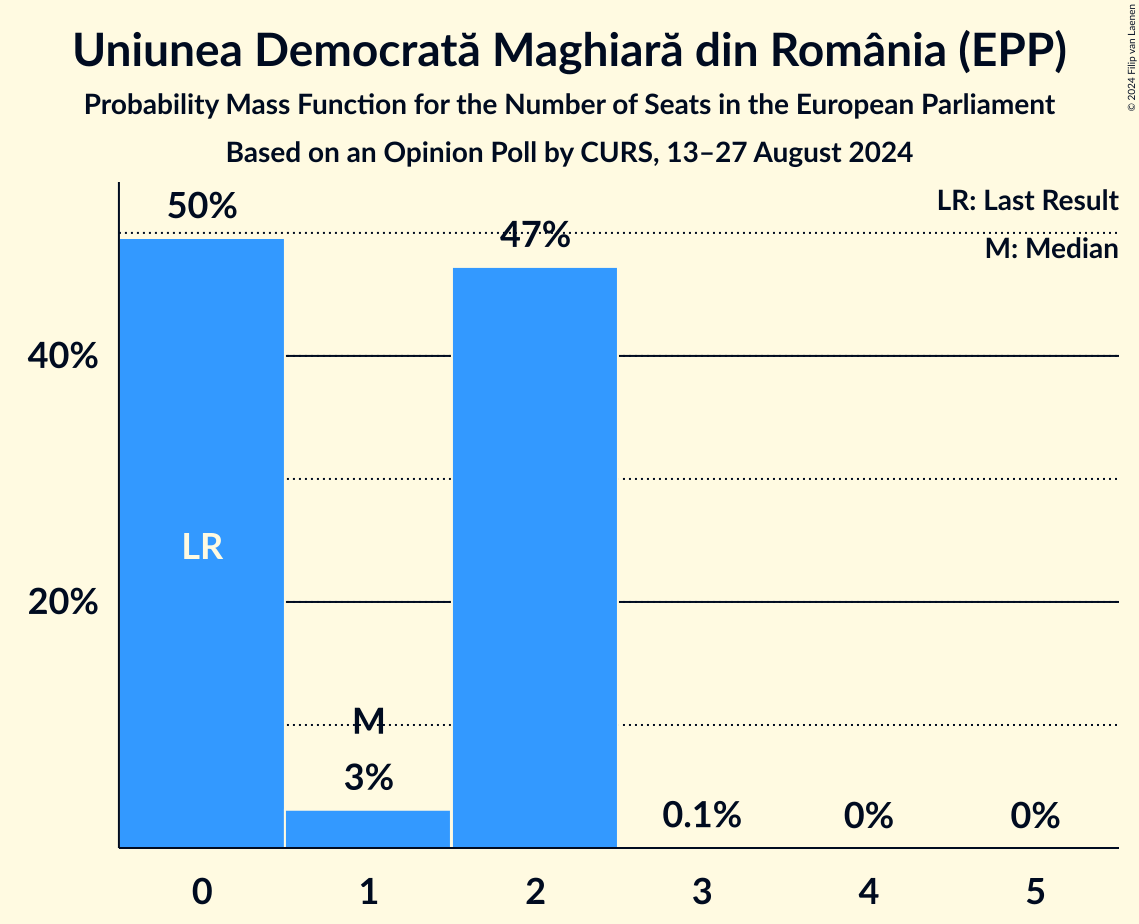 Uniunea Democrată Maghiară din România (EPP)
Probability Mass Function for the Number of Seats in the European Parliament
Based on an Opinion Poll by CURS, 13–27 August 2024
© 2024 Filip van Laenen
LR: Last Result
M: Median
50%
47%
40%
LR
20%
M
3%
0.1%
0%
0%
0
1
2
3
4
5